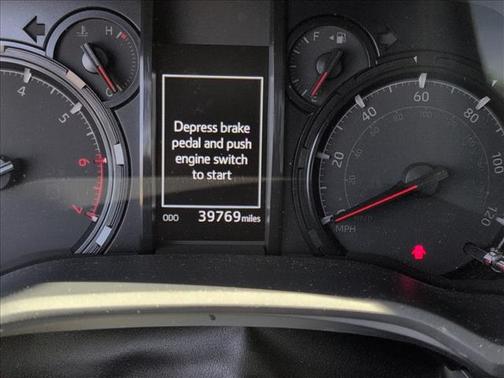 H
C
F
E
4
5
6
7
Depress brake
pedal and push
engine switch
to start
ODO 39769 miles
0
20
40
60
80
100
120
MPH